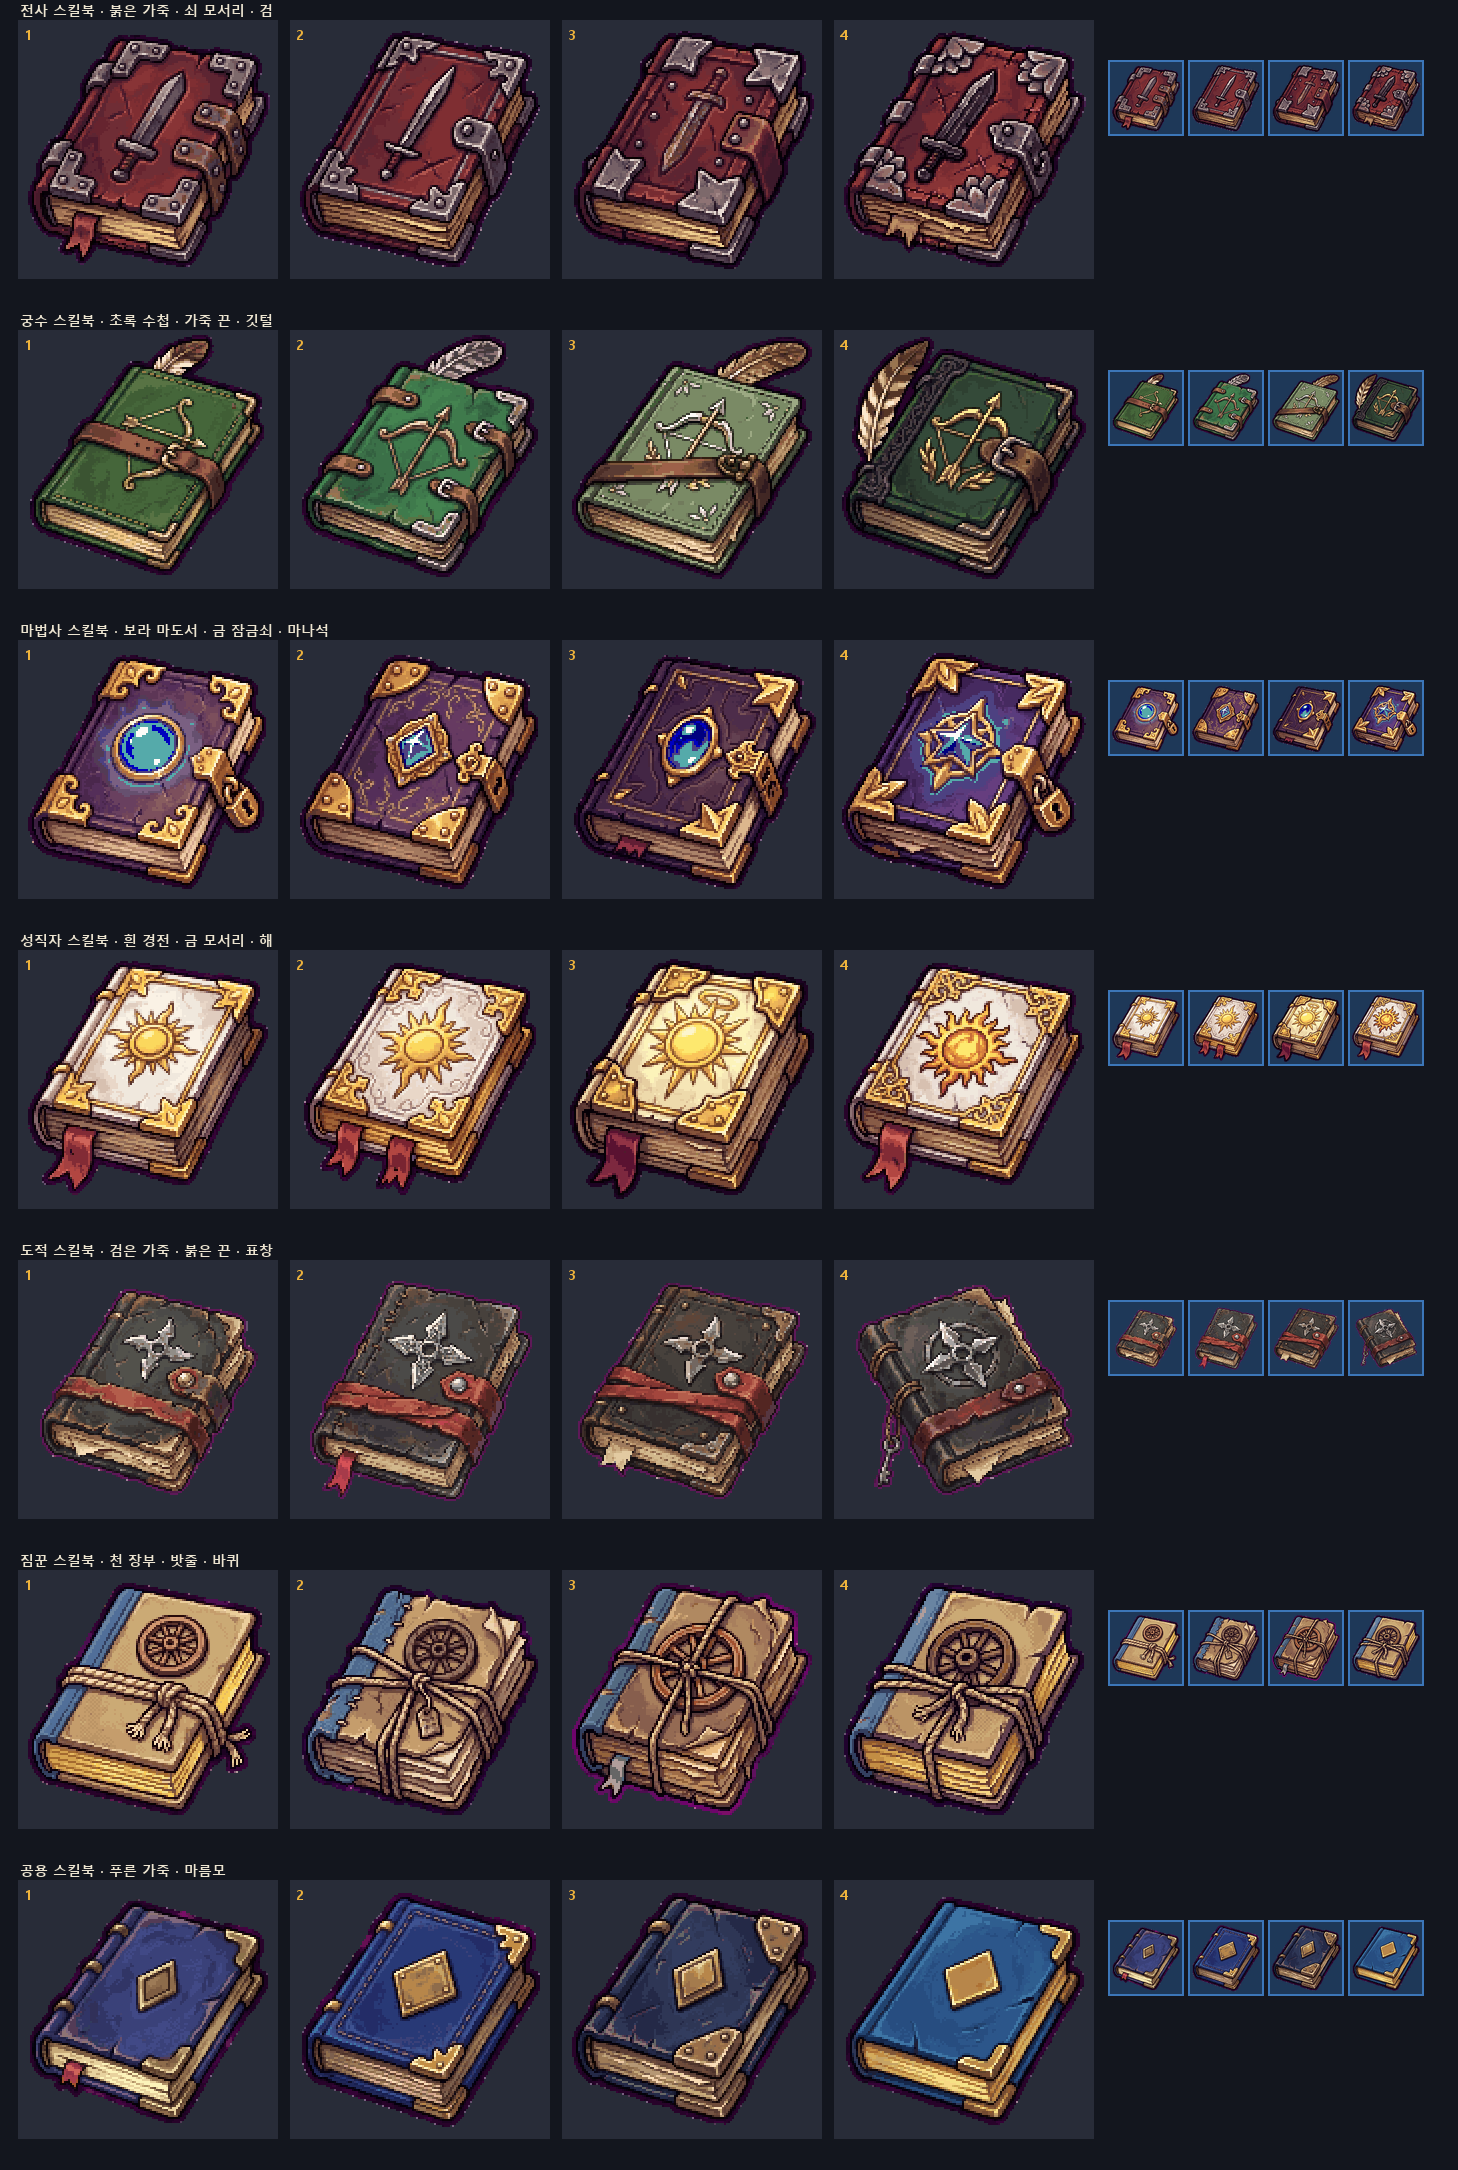 전사 스킬북 · 붉은 가죽 · 쇠 모서리 · 검
1 2 3 4
궁수 스킬북 · 초록 수첩 · 가죽 끈 · 깃털
1 2 3 4
마법사 스킬북 · 보라 마도서 · 금 잠금쇠 · 마나석
1 2 3 4
성직자 스킬북 · 흰 경전 · 금 모서리 · 해
1 2 3 4
도적 스킬북 · 검은 가죽 · 붉은 끈 · 표창
1 2 3 4
짐꾼 스킬북 · 천 장부 · 밧줄 · 바퀴
1 2 3 4
공용 스킬북 · 푸른 가죽 · 마름모
1 2 3 4